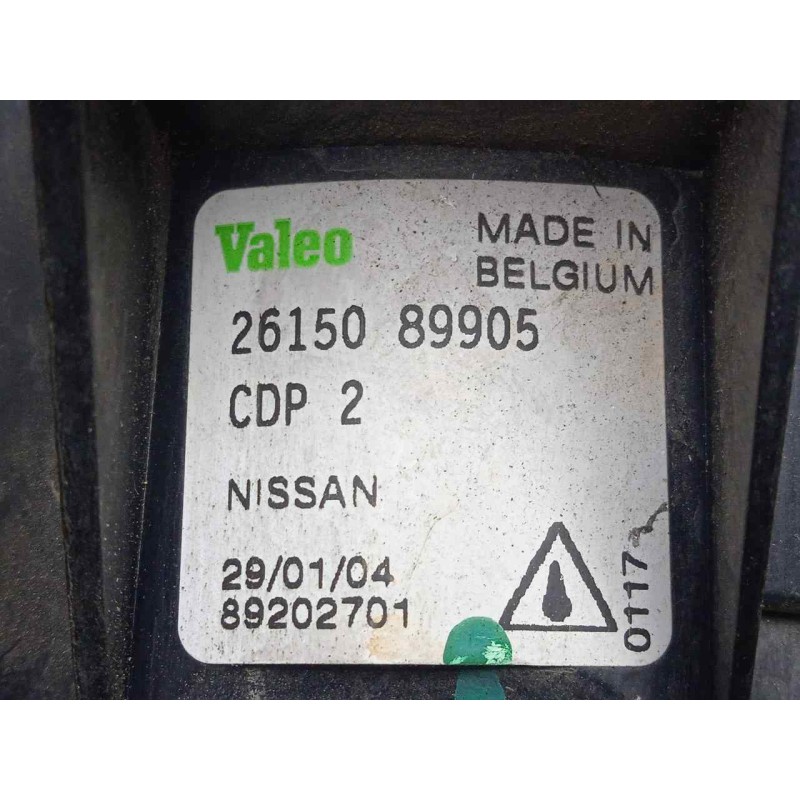 Valeo
MADE IN
BELGIUM
26150 89905
CDP 2
NISSAN
29/01/04
89202701
0117